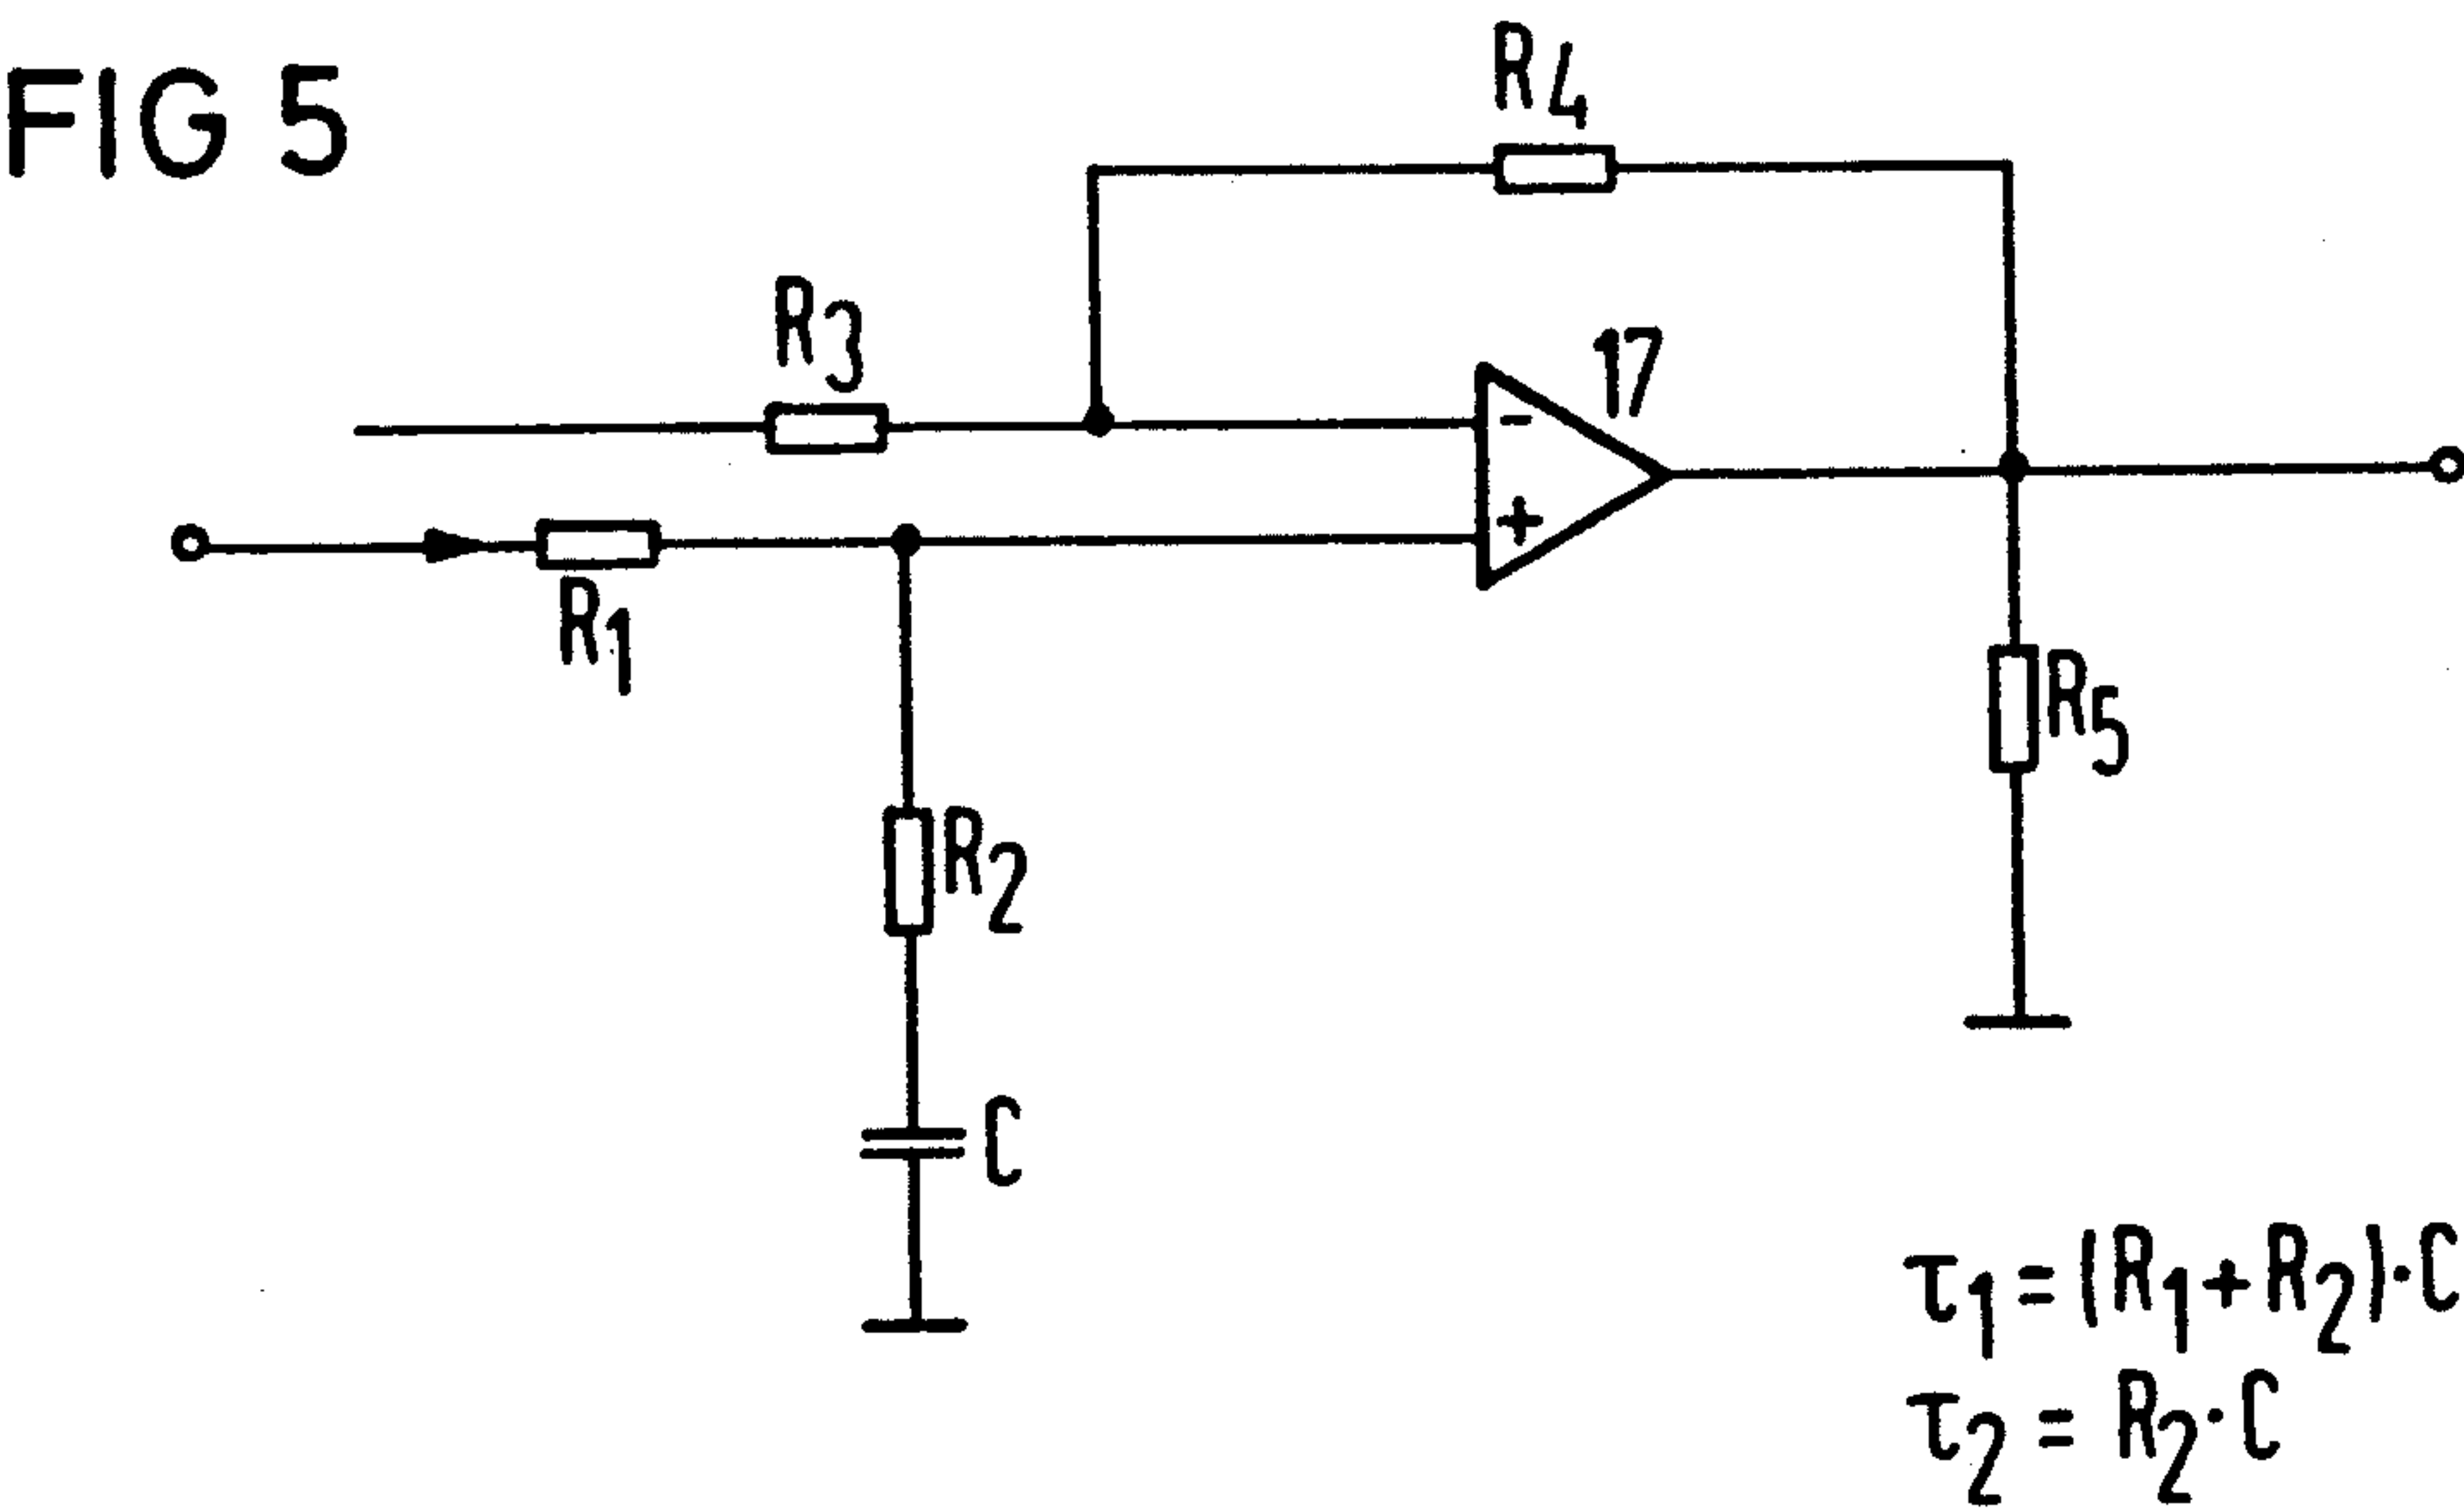 FIG 5
R4
R3
17
-
+
R1
R5
R2
C
τ1=(R1+R2)·C
τ2=R2·C